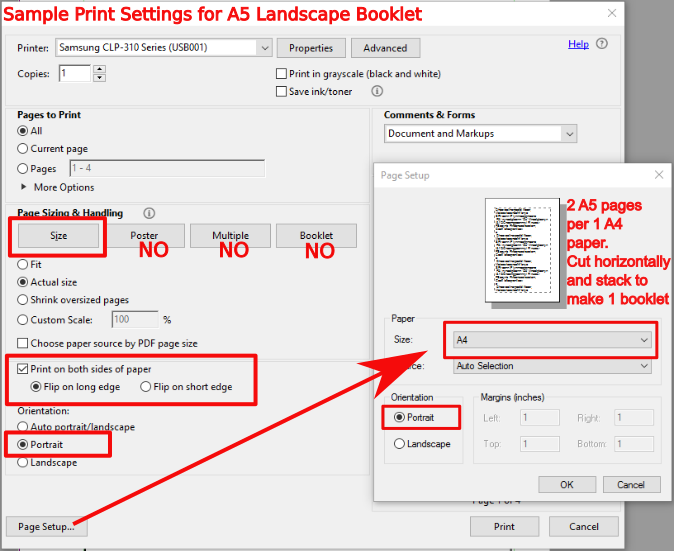 Sample Print Settings for A5 Landscape Booklet
Printer: Samsung CLP-310 Series (USB001) Properties Advanced Help
Copies: 1 Print in grayscale (black and white)
Save ink/toner
Pages to Print
All
Current page
Pages 1 - 4
More Options
Comments & Forms
Document and Markups
Page Sizing & Handling
Size Poster Multiple Booklet
NO NO NO
Fit
Actual size
Shrink oversized pages
Custom Scale: 100 %
Choose paper source by PDF page size
Print on both sides of paper
Flip on long edge Flip on short edge
Orientation:
Auto portrait/landscape
Portrait
Landscape
Page Setup
2 A5 pages
per 1 A4
paper.
Cut horizontally
and stack to
make 1 booklet
Paper
Size: A4
Auto Selection
Orientation
Portrait
Landscape
Margins (inches)
Left: 1 Right: 1
Top: 1 Bottom: 1
OK Cancel
Page 1 of 4
Page Setup... Print Cancel